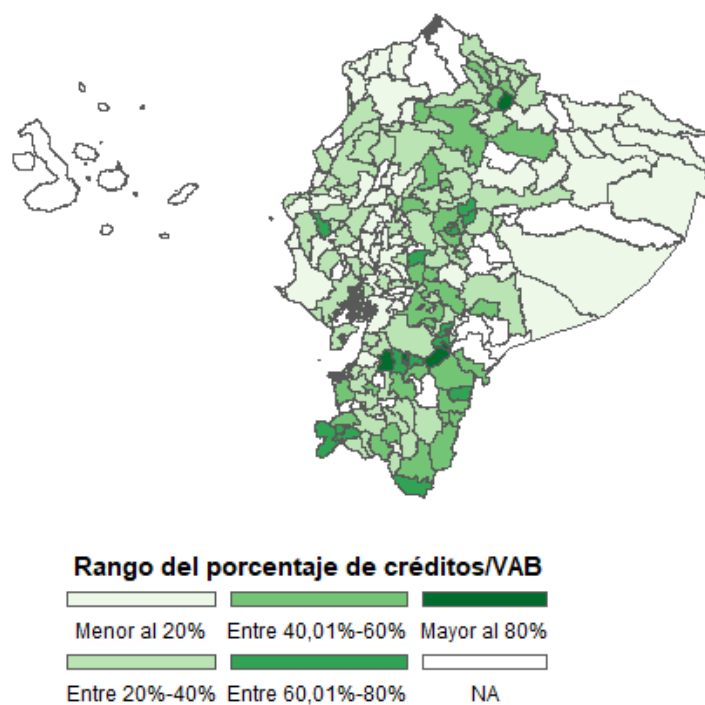 Rango del porcentaje de créditos/VAB
Menor al 20% Entre 40,01%-60% Mayor al 80%
Entre 20%-40% Entre 60,01%-80% NA